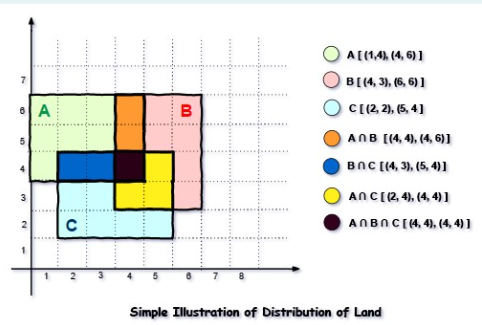 7
6
5
4
3
2
1
1 2 3 4 5 6 7 8
A
B
C
A [ (1,4), (4, 6) ]
B [ (4, 3), (6, 6) ]
C [ (2, 2), (5, 4 ]
A ∩ B [ (4, 4), (4, 6) ]
B ∩ C [ (4, 3), (5, 4) ]
A ∩ C [ (2, 4), (4, 4) ]
A ∩ B ∩ C [ (4, 4), (4, 4) ]
Simple Illustration of Distribution of Land